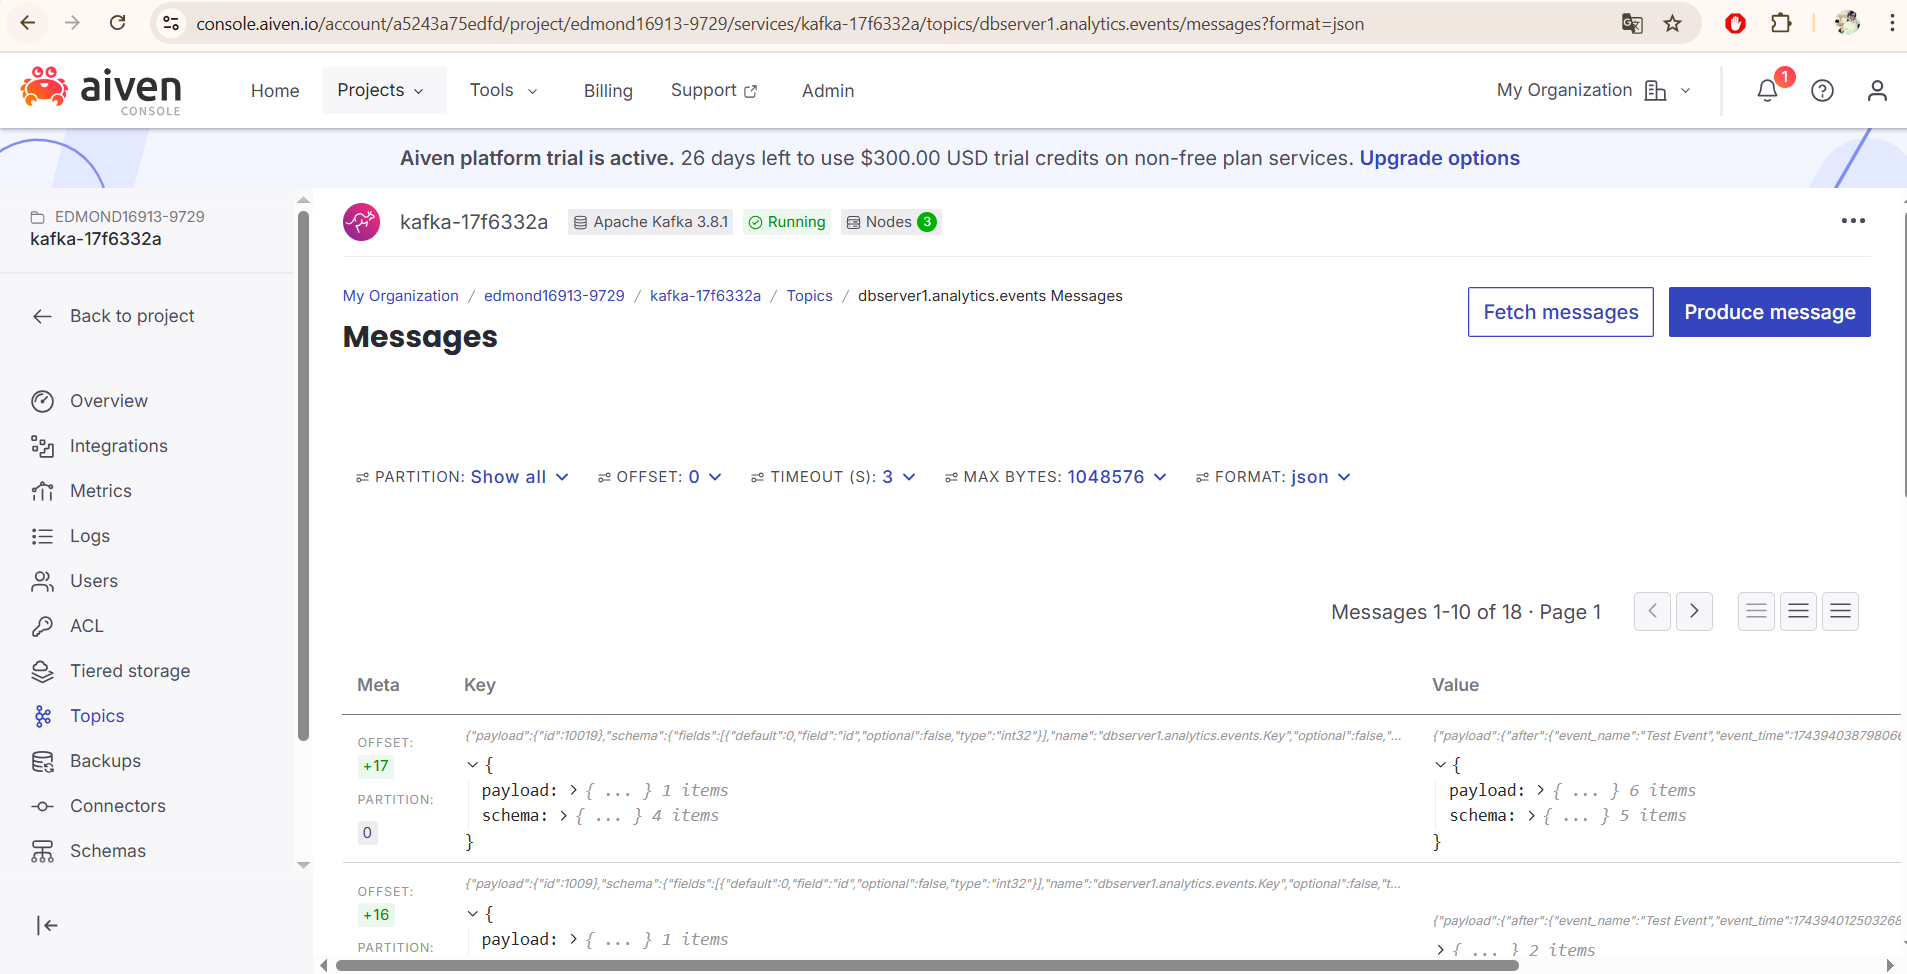 console.aiven.io/account/a5243a75edfd/project/edmond16913-9729/services/kafka-17f6332a/topics/dbserver1.analytics.events/messages?format=json
aiven
CONSOLE
Home
Projects
Tools
Billing
Support
Admin
My Organization
1
Aiven platform trial is active. 26 days left to use $300.00 USD trial credits on non-free plan services. Upgrade options
EDMOND16913-9729
kafka-17f6332a
Back to project
Overview
Integrations
Metrics
Logs
Users
ACL
Tiered storage
Topics
Backups
Connectors
Schemas
kafka-17f6332a
Apache Kafka 3.8.1
Running
Nodes 3
My Organization / edmond16913-9729 / kafka-17f6332a / Topics / dbserver1.analytics.events Messages
Messages
Fetch messages
Produce message
PARTITION: Show all
OFFSET: 0
TIMEOUT (S): 3
MAX BYTES: 1048576
FORMAT: json
Messages 1-10 of 18 · Page 1
Meta
Key
Value
OFFSET:
+17
PARTITION:
0
{"payload":{"id":10019},"schema":{"fields":[{"default":0,"field":"id","optional":false,"type":"int32"}],"name":"dbserver1.analytics.events.Key","optional":false,"...
{
payload: { ... } 1 items
schema: { ... } 4 items
}
{"payload":{"after":{"event_name":"Test Event","event_time":174394038798066
{
payload: { ... } 6 items
schema: { ... } 5 items
}
OFFSET:
+16
PARTITION:
{"payload":{"id":1009},"schema":{"fields":[{"default":0,"field":"id","optional":false,"type":"int32"}],"name":"dbserver1.analytics.events.Key","optional":false,"t...
{
payload: { ... } 1 items
{"payload":{"after":{"event_name":"Test Event","event_time":174394012503268
{ ... } 2 items